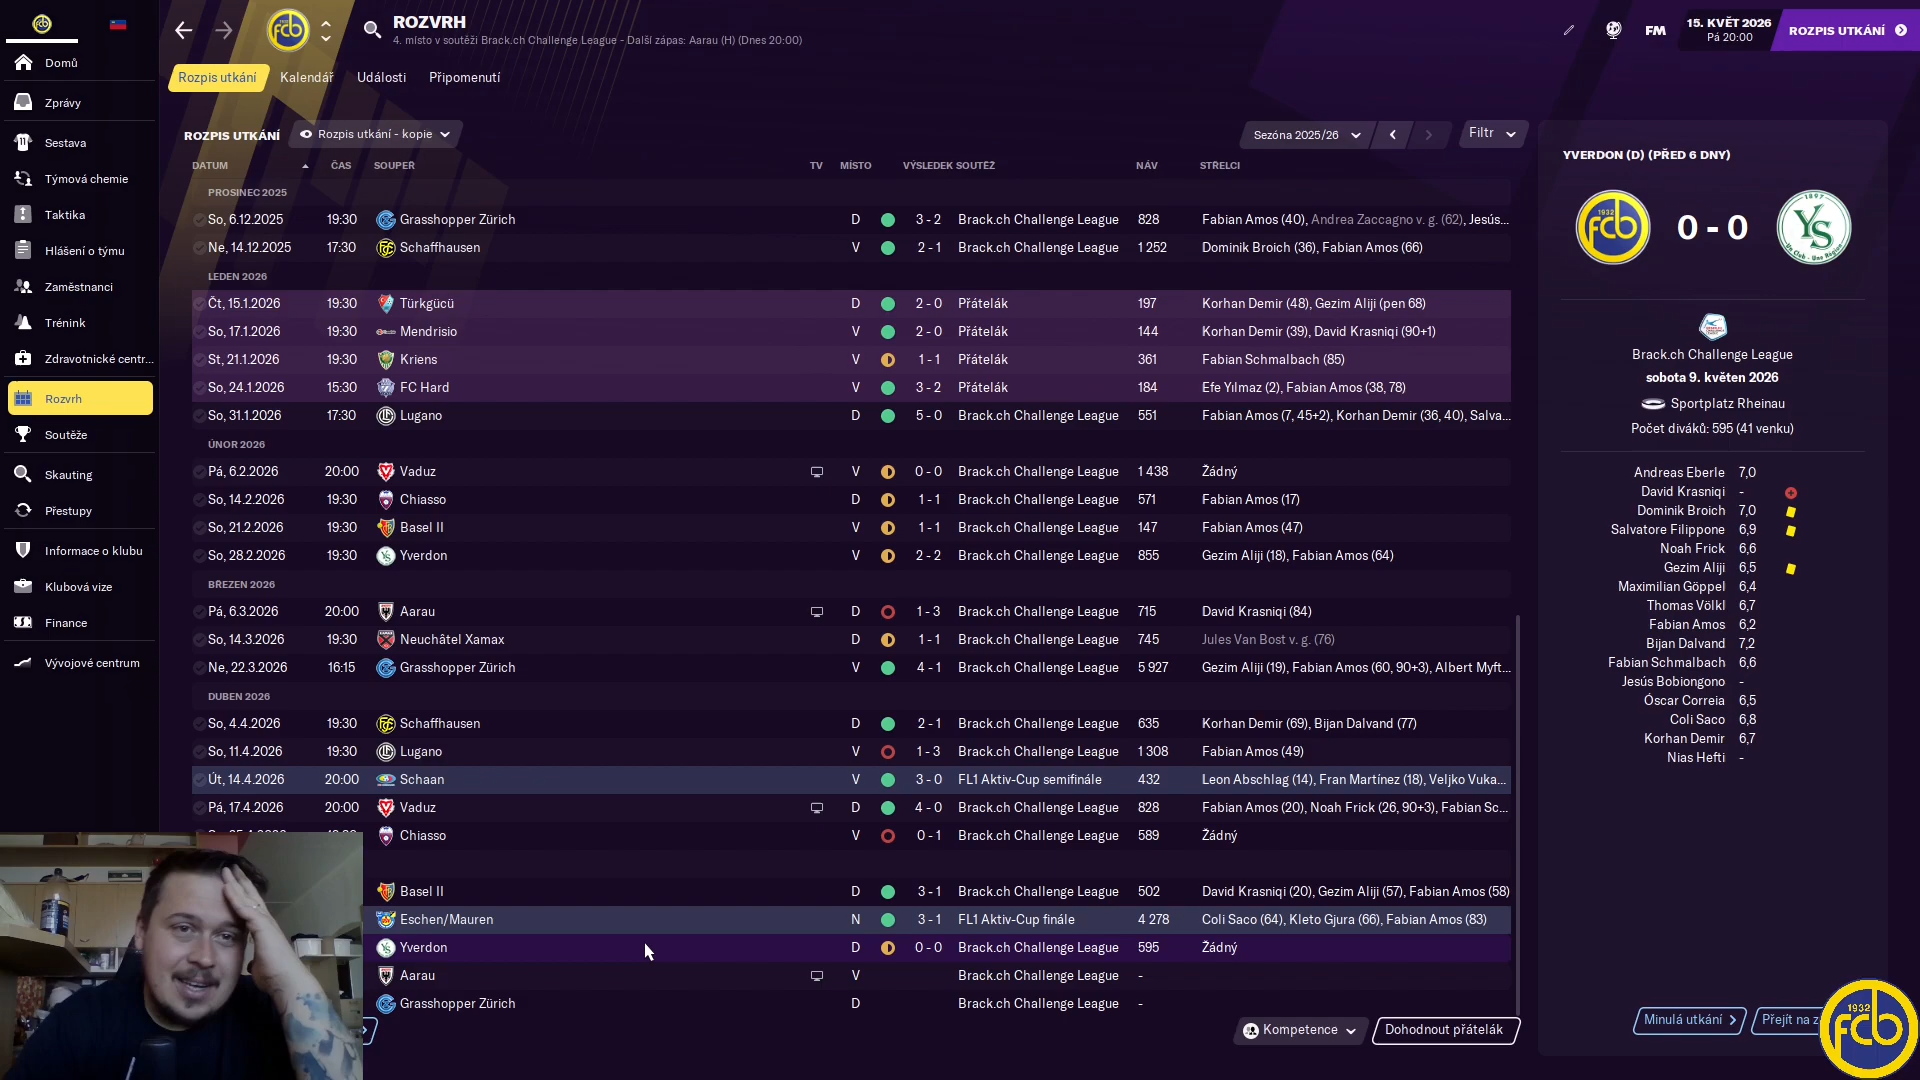 fcb
ROZVRH
4. místo v soutěži Brack.ch Challenge League - Další zápas: Aarau (H) (Dnes 20:00)
FM
15. KVĚT 2026
Pá 20:00
ROZPIS UTKÁNÍ
Domů
Zprávy
Sestava
Týmová chemie
Taktika
Hlášení o týmu
Zaměstnanci
Trénink
Zdravotnické centr...
Rozvrh
Soutěže
Skauting
Přestupy
Informace o klubu
Klubová vize
Finance
Vývojové centrum
Rozpis utkání Kalendář Události Připomenutí
ROZPIS UTKÁNÍ Rozpis utkání - kopie Sezóna 2025/26 Filtr
DATUM ČAS SOUPEŘ TV MÍSTO VÝSLEDEK SOUTĚŽ NÁV STŘELCI
PROSINEC 2025
So, 6.12.2025 19:30 Grasshopper Zürich D 3 - 2 Brack.ch Challenge League 828 Fabian Amos (40), Andrea Zaccagno v. g. (62), Jesús...
Ne, 14.12.2025 17:30 Schaffhausen V 2 - 1 Brack.ch Challenge League 1 252 Dominik Broich (36), Fabian Amos (66)
LEDEN 2026
Čt, 15.1.2026 19:30 Türkgücü D 2 - 0 Přátelák 197 Korhan Demir (48), Gezim Aliji (pen 68)
So, 17.1.2026 19:30 Mendrisio V 2 - 0 Přátelák 144 Korhan Demir (39), David Krasniqi (90+1)
St, 21.1.2026 19:30 Kriens V 1 - 1 Přátelák 361 Fabian Schmalbach (85)
So, 24.1.2026 15:30 FC Hard V 3 - 2 Přátelák 184 Efe Yılmaz (2), Fabian Amos (38, 78)
So, 31.1.2026 17:30 Lugano D 5 - 0 Brack.ch Challenge League 551 Fabian Amos (7, 45+2), Korhan Demir (36, 40), Salva...
ÚNOR 2026
Pá, 6.2.2026 20:00 Vaduz V 0 - 0 Brack.ch Challenge League 1 438 Žádný
So, 14.2.2026 19:30 Chiasso D 1 - 1 Brack.ch Challenge League 571 Fabian Amos (17)
So, 21.2.2026 19:30 Basel II V 1 - 1 Brack.ch Challenge League 147 Fabian Amos (47)
So, 28.2.2026 19:30 Yverdon V 2 - 2 Brack.ch Challenge League 855 Gezim Aliji (18), Fabian Amos (64)
BŘEZEN 2026
Pá, 6.3.2026 20:00 Aarau D 1 - 3 Brack.ch Challenge League 715 David Krasniqi (84)
So, 14.3.2026 19:30 Neuchâtel Xamax D 1 - 1 Brack.ch Challenge League 745 Jules Van Bost v. g. (76)
Ne, 22.3.2026 16:15 Grasshopper Zürich V 4 - 1 Brack.ch Challenge League 5 927 Gezim Aliji (19), Fabian Amos (60, 90+3), Albert Myft...
DUBEN 2026
So, 4.4.2026 19:30 Schaffhausen D 2 - 1 Brack.ch Challenge League 635 Korhan Demir (69), Bijan Dalvand (77)
So, 11.4.2026 19:30 Lugano V 1 - 3 Brack.ch Challenge League 1 308 Fabian Amos (49)
Út, 14.4.2026 20:00 Schaan V 3 - 0 FL1 Aktiv-Cup semifinále 432 Leon Abschlag (14), Fran Martínez (18), Veljko Vuka...
Pá, 17.4.2026 20:00 Vaduz D 4 - 0 Brack.ch Challenge League 828 Fabian Amos (20), Noah Frick (26, 90+3), Fabian Sc...
Chiasso V 0 - 1 Brack.ch Challenge League 589 Žádný
Basel II D 3 - 1 Brack.ch Challenge League 502 David Krasniqi (20), Gezim Aliji (57), Fabian Amos (58)
Eschen/Mauren N 3 - 1 FL1 Aktiv-Cup finále 4 278 Coli Saco (64), Kleto Gjura (66), Fabian Amos (83)
Yverdon D 0 - 0 Brack.ch Challenge League 595 Žádný
Aarau V Brack.ch Challenge League -
Grasshopper Zürich D Brack.ch Challenge League -
Kompetence Dohodnout přátelák
YVERDON (D) (PŘED 6 DNY)
1932
fcb
0 - 0
1897
YS
Brack.ch Challenge League
sobota 9. květen 2026
Sportplatz Rheinau
Počet diváků: 595 (41 venku)
Andreas Eberle 7,0
David Krasniqi -
Dominik Broich 7,0
Salvatore Filippone 6,9
Noah Frick 6,6
Gezim Aliji 6,5
Maximilian Göppel 6,4
Thomas Völkl 6,7
Fabian Amos 6,2
Bijan Dalvand 7,2
Fabian Schmalbach 6,6
Jesús Bobiongono -
Óscar Correia 6,5
Coli Saco 6,8
Korhan Demir 6,7
Nias Hefti -
Minulá utkání Přejít na z
1932
fcb